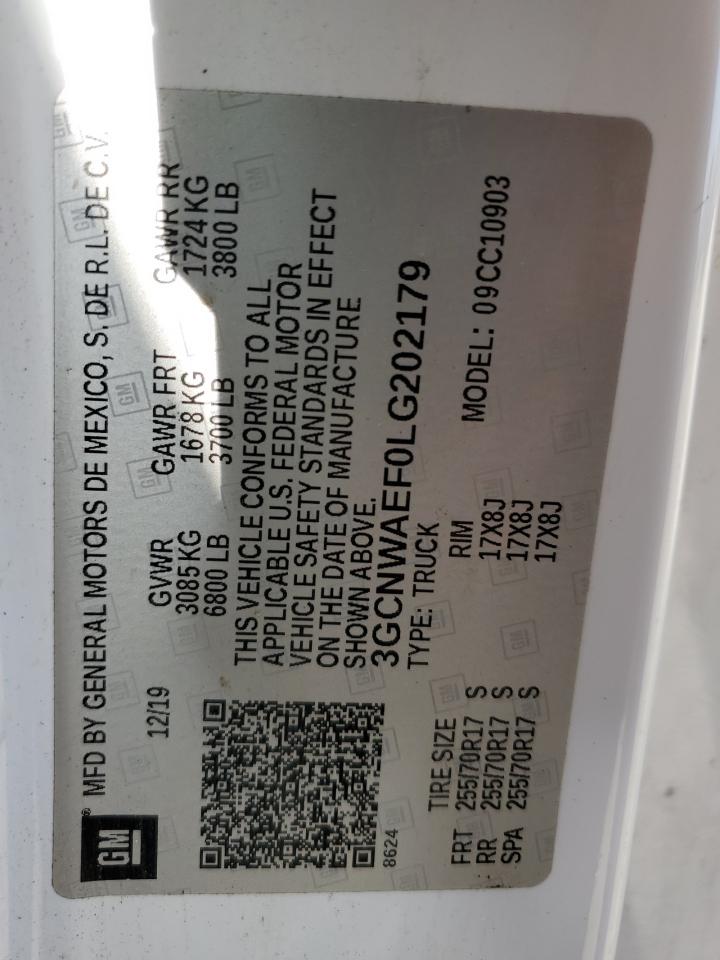 GM® MFD BY GENERAL MOTORS DE MEXICO, S. DE R.L. DE C.V.
12/19 GVWR GAWR FRT GAWR RR
3085 KG 1678 KG 1724 KG
6800 LB 3700 LB 3800 LB
THIS VEHICLE CONFORMS TO ALL
APPLICABLE U.S. FEDERAL MOTOR
VEHICLE SAFETY STANDARDS IN EFFECT
ON THE DATE OF MANUFACTURE
SHOWN ABOVE.
8624 3GCNWAEF0LG202179
TYPE: TRUCK MODEL: 09CC10903
TIRE SIZE RIM
FRT 255/70R17 S 17X8J
RR 255/70R17 S 17X8J
SPA 255/70R17 S 17X8J